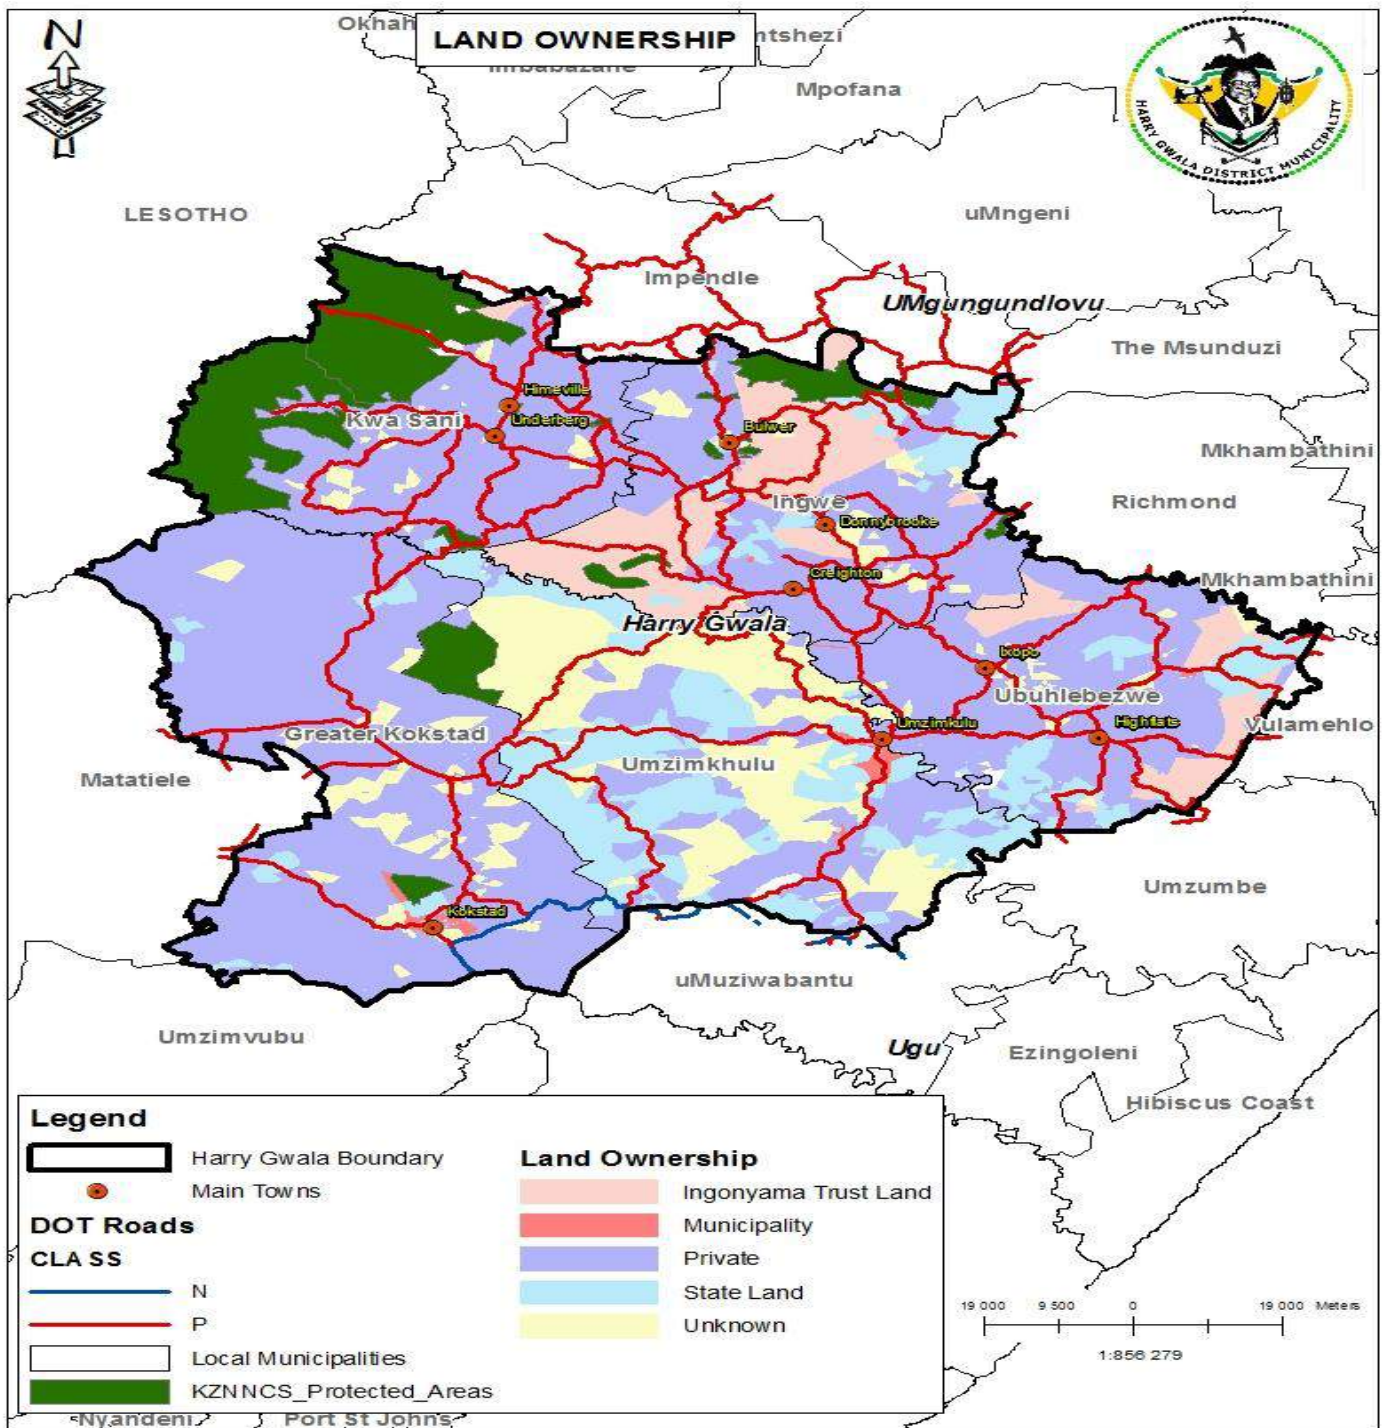 N
LAND OWNERSHIP
Okhah
ntshezi
Imbabazane
Mpofana
HARRY GWALA DISTRICT MUNICIPALITY
LESOTHO
uMngeni
Impendle
UMgungundlovu
The Msunduzi
Himeville
Kwa Sani
Underberg
Bulwer
Mkhambathini
Richmond
Ingwe
Donnybrooke
Creighton
Mkhambathini
Harry Gwala
Ixopo
Ubuhlebezwe
Umzimkulu
Highflats
Vulamehlo
Greater Kokstad
Umzimkhulu
Matatiele
Umzumbe
Kokstad
uMuziwabantu
Umzimvubu
Ugu
Ezingoleni
Hibiscus Coast
Legend
Harry Gwala Boundary
Main Towns
DOT Roads
CLASS
N
P
Local Municipalities
KZNNCS_Protected_Areas
Land Ownership
Ingonyama Trust Land
Municipality
Private
State Land
Unknown
19 000 9 500 0 19 000 Meters
1:856 279
Nyandeni
Port St Johns